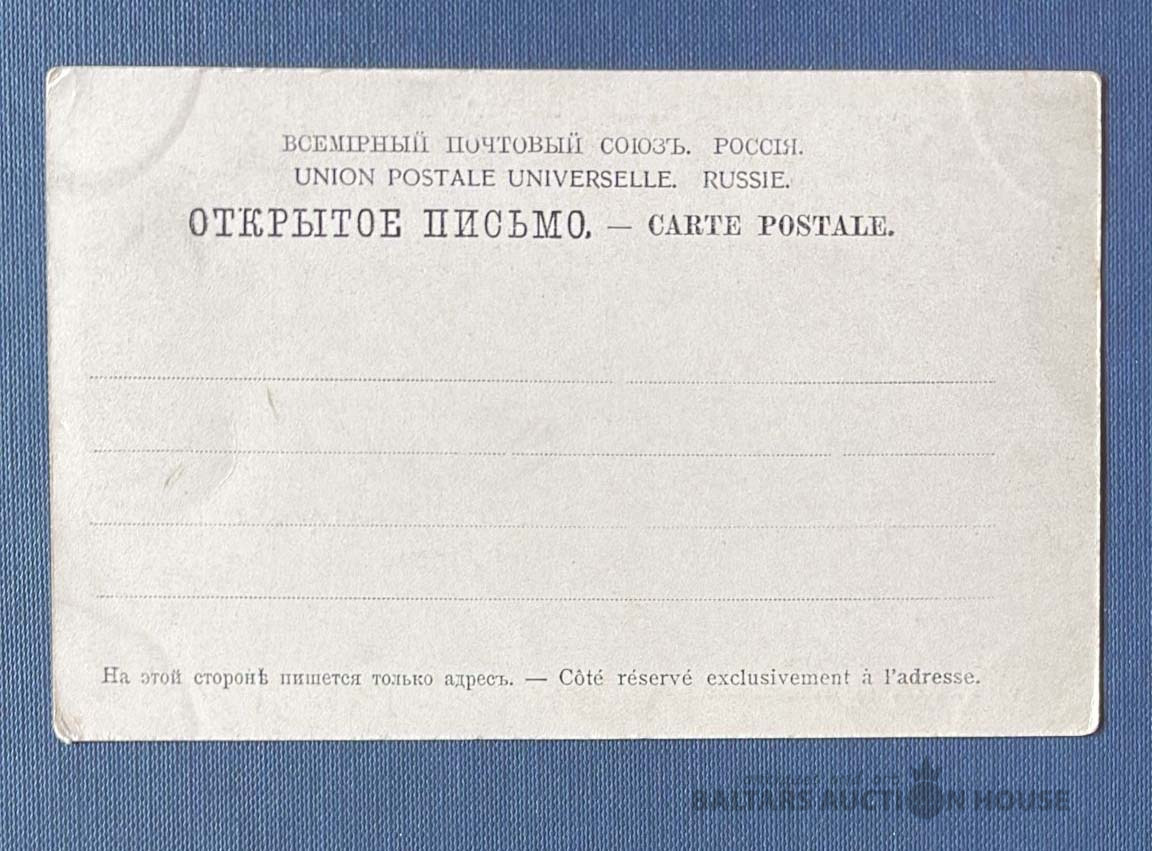 ВСЕМІРНЫЙ ПОЧТОВЫЙ СОЮЗЪ. РОССІЯ.
UNION POSTALE UNIVERSELLE. RUSSIE.
ОТКРЫТОЕ ПИСЬМО. — CARTE POSTALE.
На этой сторонѣ пишется только адресъ. — Côté réservé exclusivement à l'adresse.
BALTARS AUCTION HOUSE